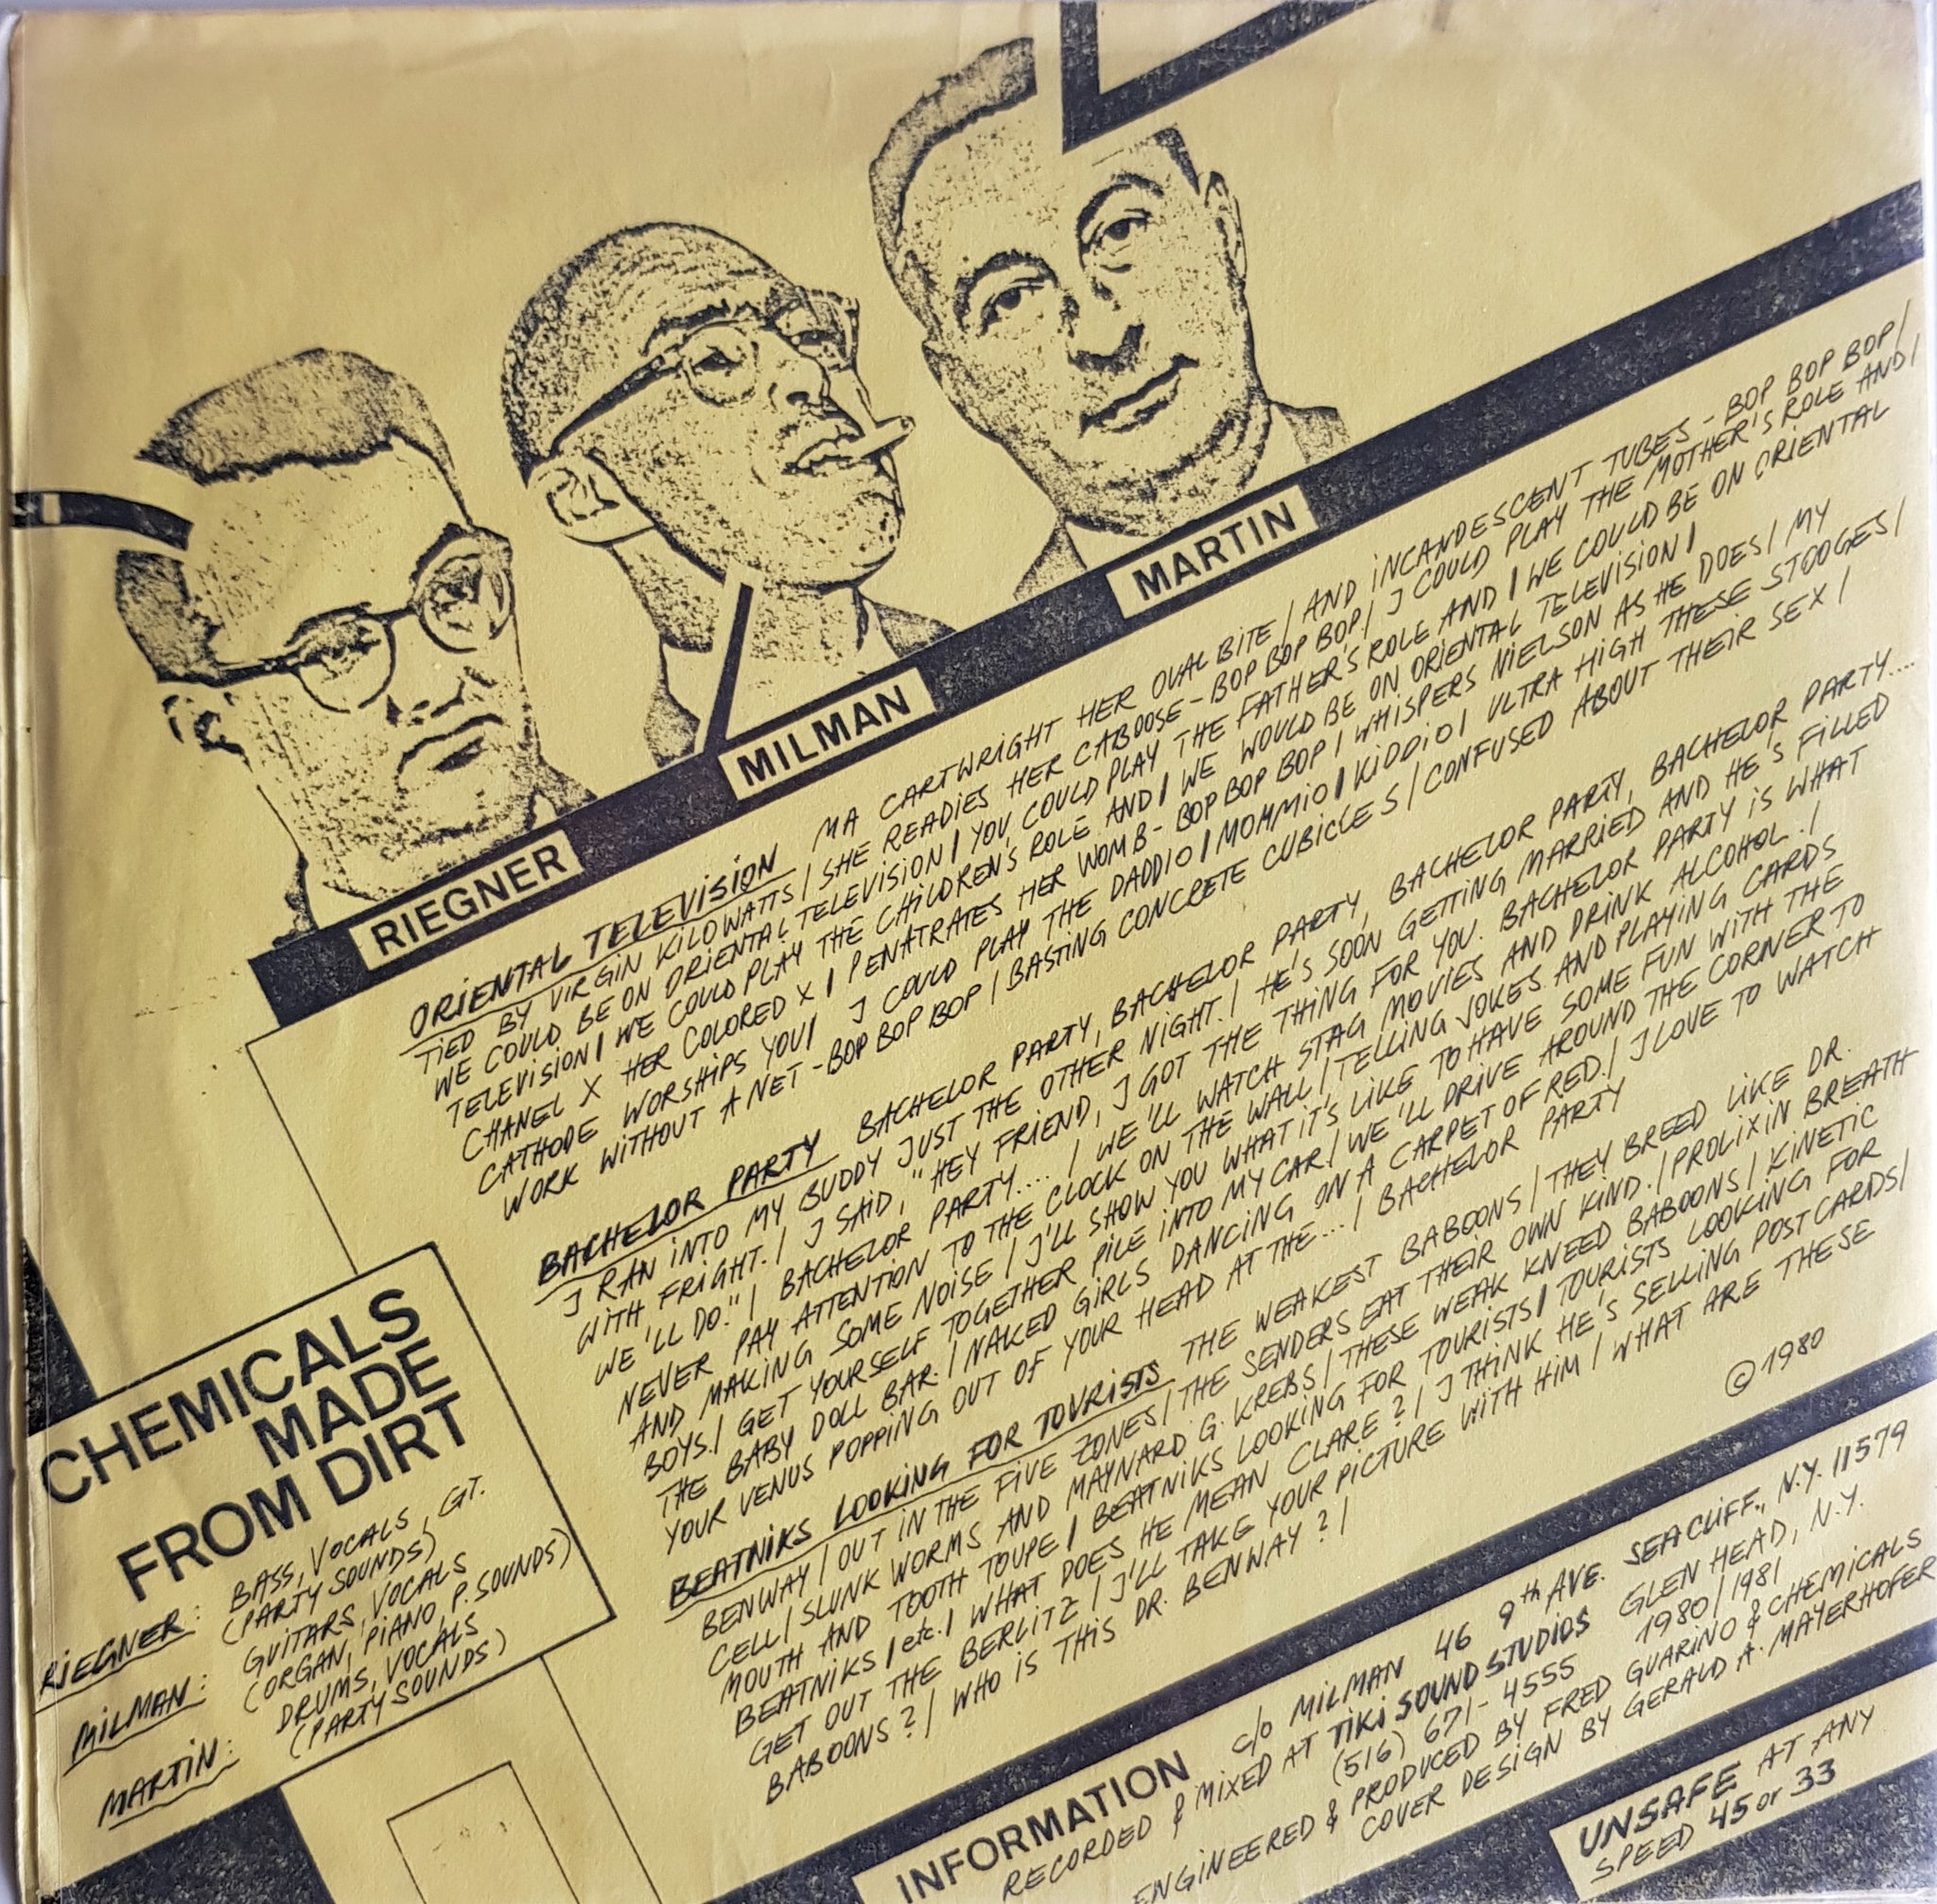 RIEGNER
MILMAN
MARTIN
ORIENTAL TELEVISION MA CARTWRIGHT HER OVAL BITE / AND INCANDESCENT TUBES - BOP BOP BOP /
TIED BY VIRGIN KILOWATTS / SHE READIES HER CABOOSE - BOP BOP BOP / I COULD PLAY THE MOTHER'S ROLE AND /
WE COULD BE ON ORIENTAL TELEVISION / YOU COULD PLAY THE FATHER'S ROLE AND / WE COULD BE ON ORIENTAL
TELEVISION / WE COULD PLAY THE CHILDREN'S ROLE AND / WE WOULD BE ON ORIENTAL TELEVISION /
CHANEL X HER COLORED X / PENATRATES HER WOMB - BOP BOP BOP / WHISPERS NIELSON AS HE DOES / MY
CATHODE WORSHIPS YOU / I COULD PLAY THE DADDIO / MOMMIO / KIDDIO / ULTRA HIGH THESE STOOGES /
WORK WITHOUT A NET - BOP BOP BOP / BASTING CONCRETE CUBICLES / CONFUSED ABOUT THEIR SEX /
BACHELOR PARTY BACHELOR PARTY, BACHELOR PARTY, BACHELOR PARTY, BACHELOR PARTY...
I RAN INTO MY BUDDY JUST THE OTHER NIGHT. / HE'S SOON GETTING MARRIED AND HE'S FILLED
WITH FRIGHT. / I SAID, "HEY FRIEND, I GOT THE THING FOR YOU. BACHELOR PARTY IS WHAT
WE'LL DO." / BACHELOR PARTY.... / WE'LL WATCH STAG MOVIES AND DRINK ALCOHOL. /
NEVER PAY ATTENTION TO THE CLOCK ON THE WALL / TELLING JOKES AND PLAYING CARDS
AND MAKING SOME NOISE / I'LL SHOW YOU WHAT IT'S LIKE TO HAVE SOME FUN WITH THE
BOYS. / GET YOURSELF TOGETHER PILE INTO MY CAR. / WE'LL DRIVE AROUND THE CORNER TO
THE BABY DOLL BAR. / NAKED GIRLS DANCING ON A CARPET OF RED. / I LOVE TO WATCH
YOUR VENUS POPPING OUT OF YOUR HEAD AT THE... / BACHELOR PARTY
BEATNIKS LOOKING FOR TOURISTS THE WEAKEST BABOONS / THEY BREED LIKE DR.
BENWAY / OUT IN THE FIVE ZONES / THE SENDERS EAT THEIR OWN KIND. / PROLIXIN BREATH
CELL / SLUNK WORMS AND MAYNARD G. KREBS / THESE WEAK KNEED BABOONS / KINETIC
MOUTH AND TOOTH TOUPE / BEATNIKS LOOKING FOR TOURISTS / TOURISTS LOOKING FOR
BEATNIKS / etc. / WHAT DOES HE MEAN CLARE ? / I THINK HE'S SELLING POSTCARDS /
GET OUT THE BERLITZ / I'LL TAKE YOUR PICTURE WITH HIM / WHAT ARE THESE
BABOONS ? / WHO IS THIS DR. BENWAY ? /
© 1980
CHEMICALS
MADE
FROM DIRT
RIEGNER: BASS, VOCALS, GT.
(PARTY SOUNDS)
MILMAN: GUITARS, VOCALS
(ORGAN, PIANO, P. SOUNDS)
MARTIN: DRUMS, VOCALS
(PARTY SOUNDS)
INFORMATION c/o MILMAN 46 9th AVE. SEACLIFF., N.Y. 11579
RECORDED & MIXED AT TIKI SOUND STUDIOS GLEN HEAD, N.Y.
(516) 671-4555 1980/1981
ENGINEERED & PRODUCED BY FRED GUARINO & CHEMICALS
COVER DESIGN BY GERALD A. MAYERHOFER
UNSAFE AT ANY
SPEED 45 or 33